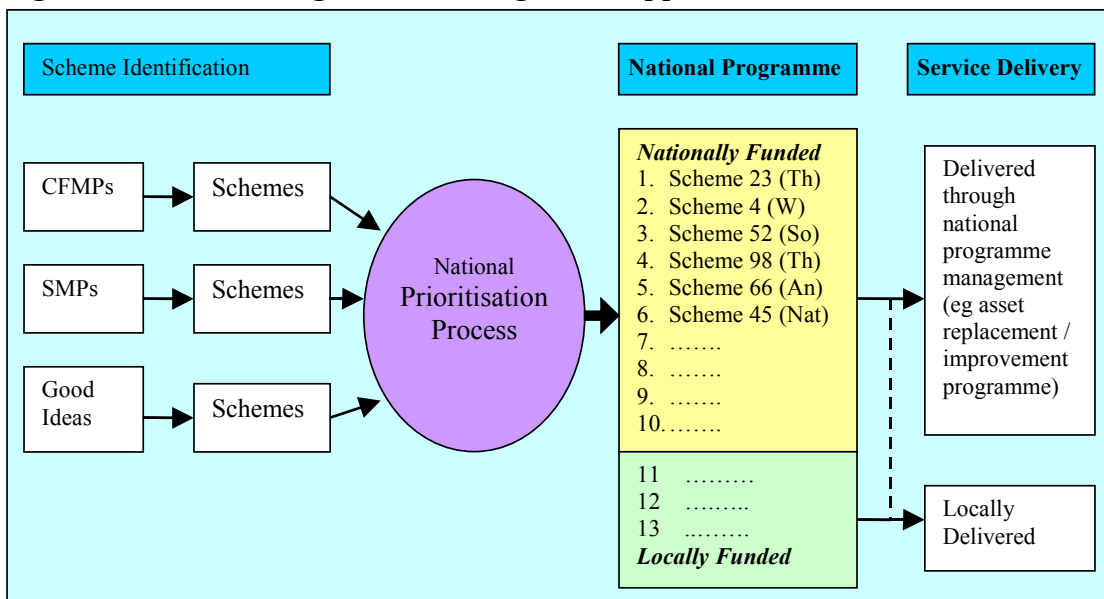 Scheme Identification
National Programme
Service Delivery
CFMPs
Schemes
SMPs
Schemes
Good
Ideas
Schemes
National
Prioritisation
Process
Nationally Funded
1. Scheme 23 (Th)
2. Scheme 4 (W)
3. Scheme 52 (So)
4. Scheme 98 (Th)
5. Scheme 66 (An)
6. Scheme 45 (Nat)
7. …….
8. …….
9. …….
10. …….
11 ………
12 ……..
13 ..…….
Locally Funded
Delivered
through
national
programme
management
(eg asset
replacement /
improvement
programme)
Locally
Delivered